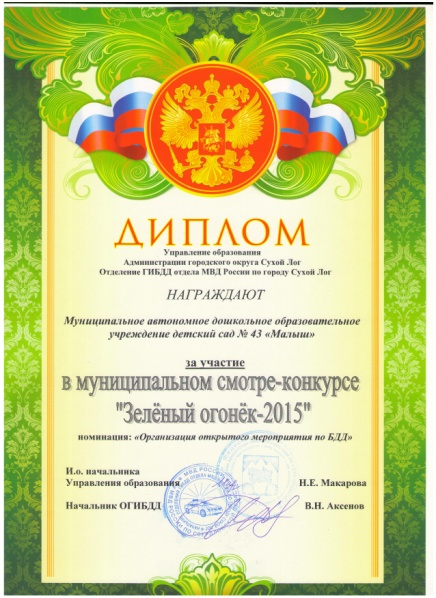 ДИПЛОМ
Управление образования
Администрации городского округа Сухой Лог
Отделение ГИБДД отдела МВД России по городу Сухой Лог
НАГРАЖДАЮТ
Муниципальное автономное дошкольное образовательное
учреждение детский сад № 43 «Малыш»
за участие
в муниципальном смотре-конкурсе
"Зелёный огонёк-2015"
номинация: «Организация открытого мероприятия по БДД»
И.о. начальника
Управления образования Н.Е. Макарова
Начальник ОГИБДД В.Н. Аксенов